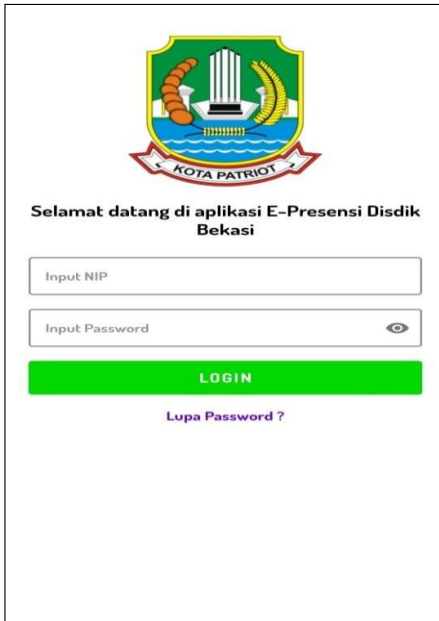 KOTA PATRIOT
Selamat datang di aplikasi E-Presensi Disdik
Bekasi
Input NIP
Input Password
LOGIN
Lupa Password ?